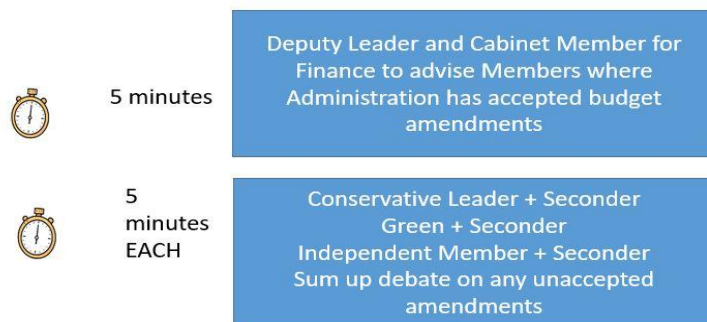 Deputy Leader and Cabinet Member for
Finance to advise Members where
Administration has accepted budget
amendments
5 minutes
Conservative Leader + Seconder
Green + Seconder
Independent Member + Seconder
Sum up debate on any unaccepted
amendments
5
minutes
EACH